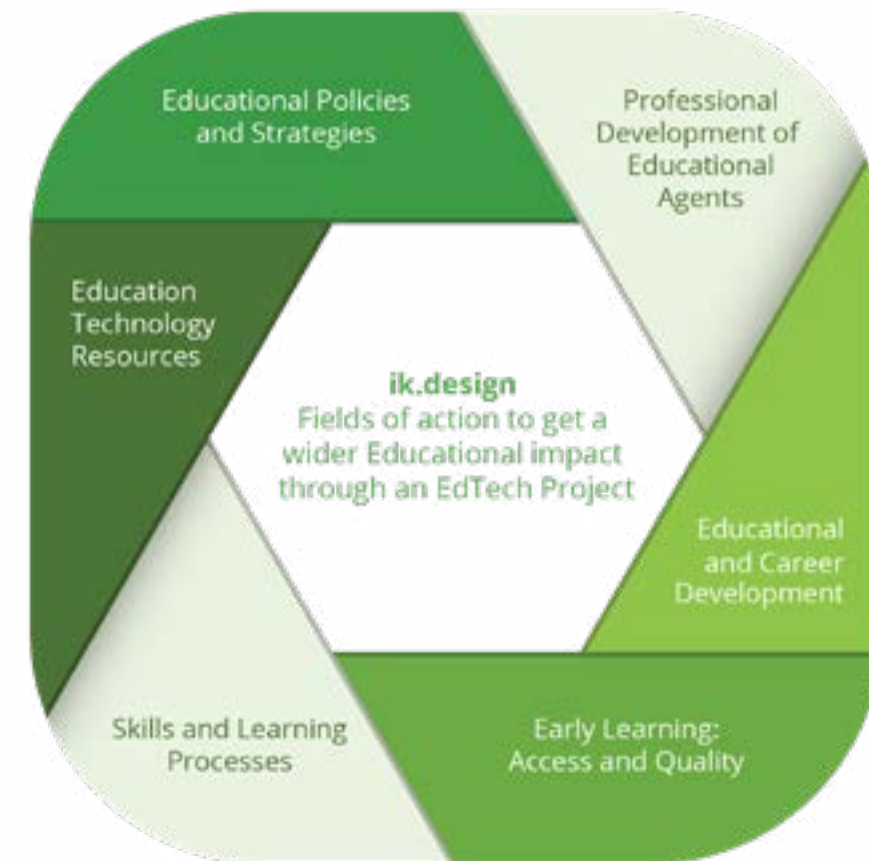 Educational Policies
and Strategies
Professional
Development of
Educational
Agents
Education
Technology
Resources
ik.design
Fields of action to get a
wider Educational impact
through an EdTech Project
Educational
and Career
Development
Skills and Learning
Processes
Early Learning:
Access and Quality